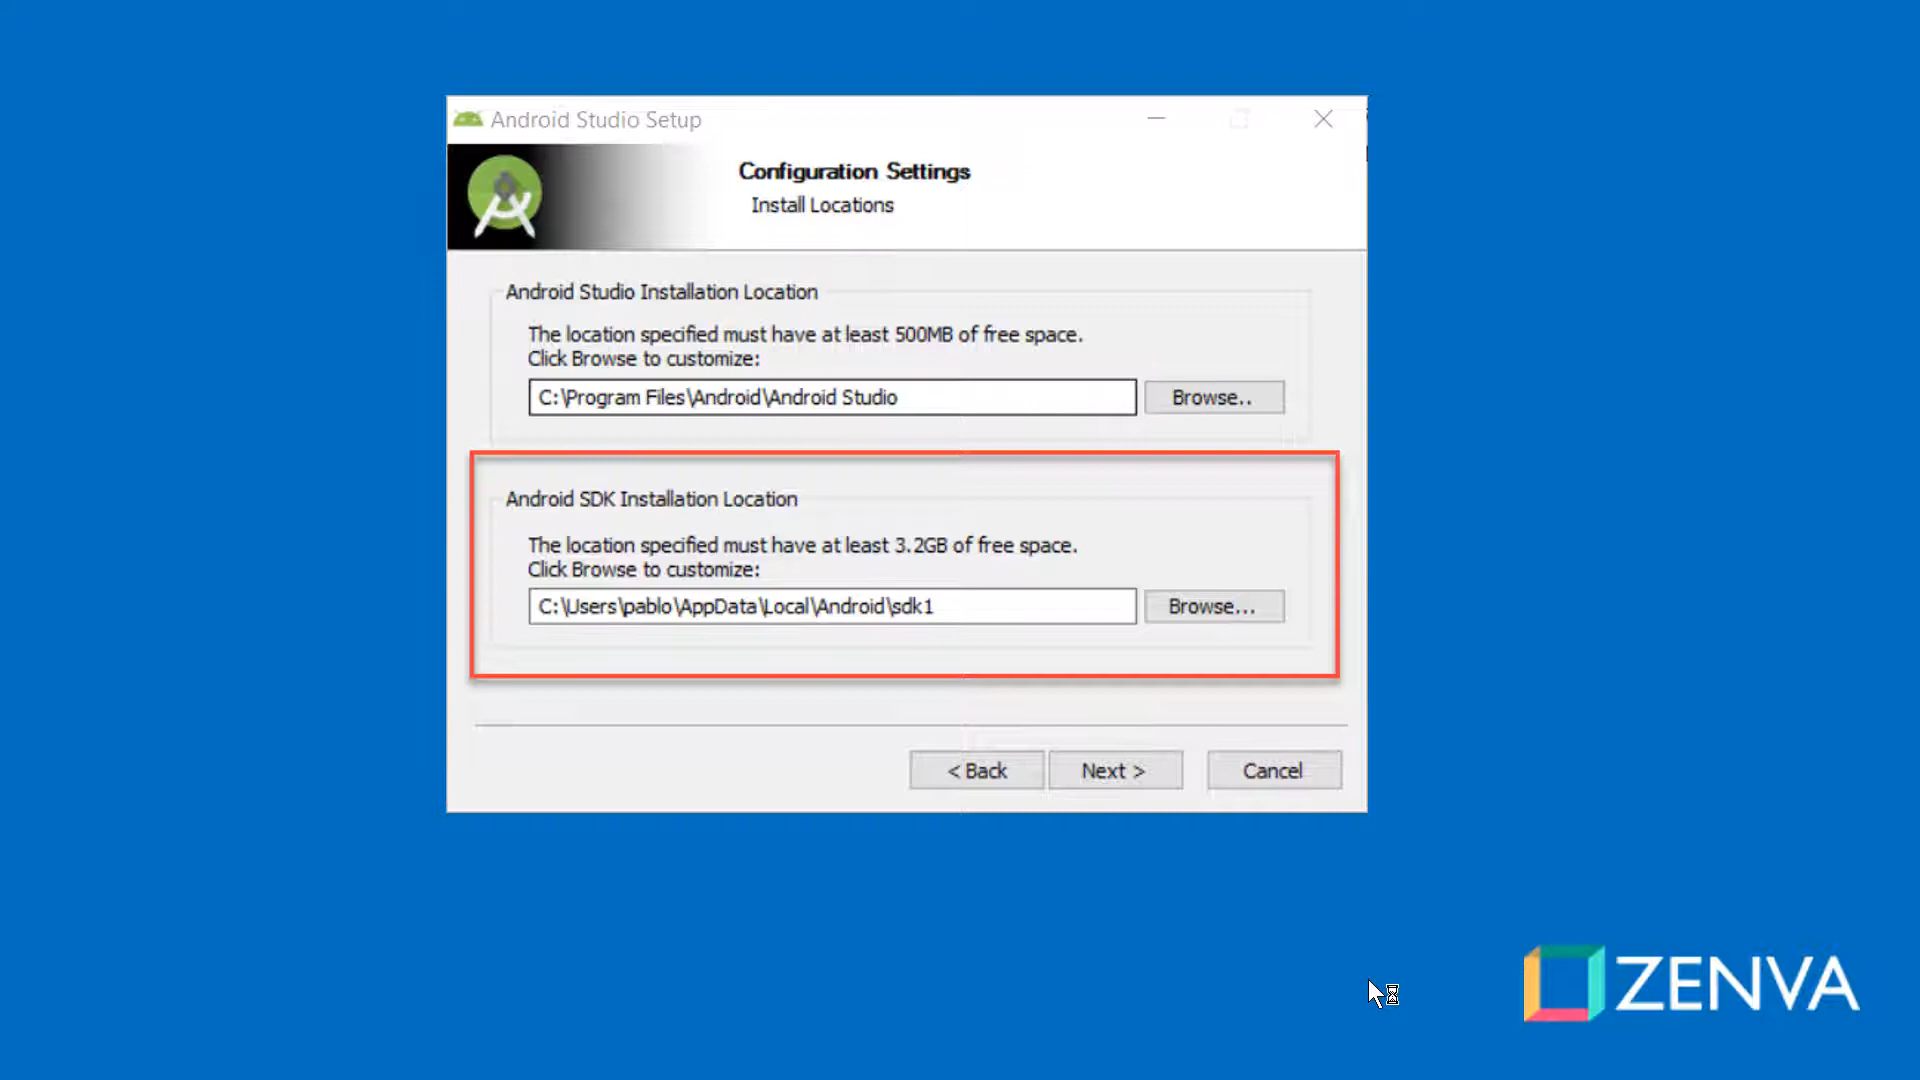 Android Studio Setup
Configuration Settings
Install Locations
Android Studio Installation Location
The location specified must have at least 500MB of free space.
Click Browse to customize:
C:\Program Files\Android\Android Studio
Browse..
Android SDK Installation Location
The location specified must have at least 3.2GB of free space.
Click Browse to customize:
C:\Users\pablo\AppData\Local\Android\sdk1
Browse...
< Back
Next >
Cancel
ZENVA